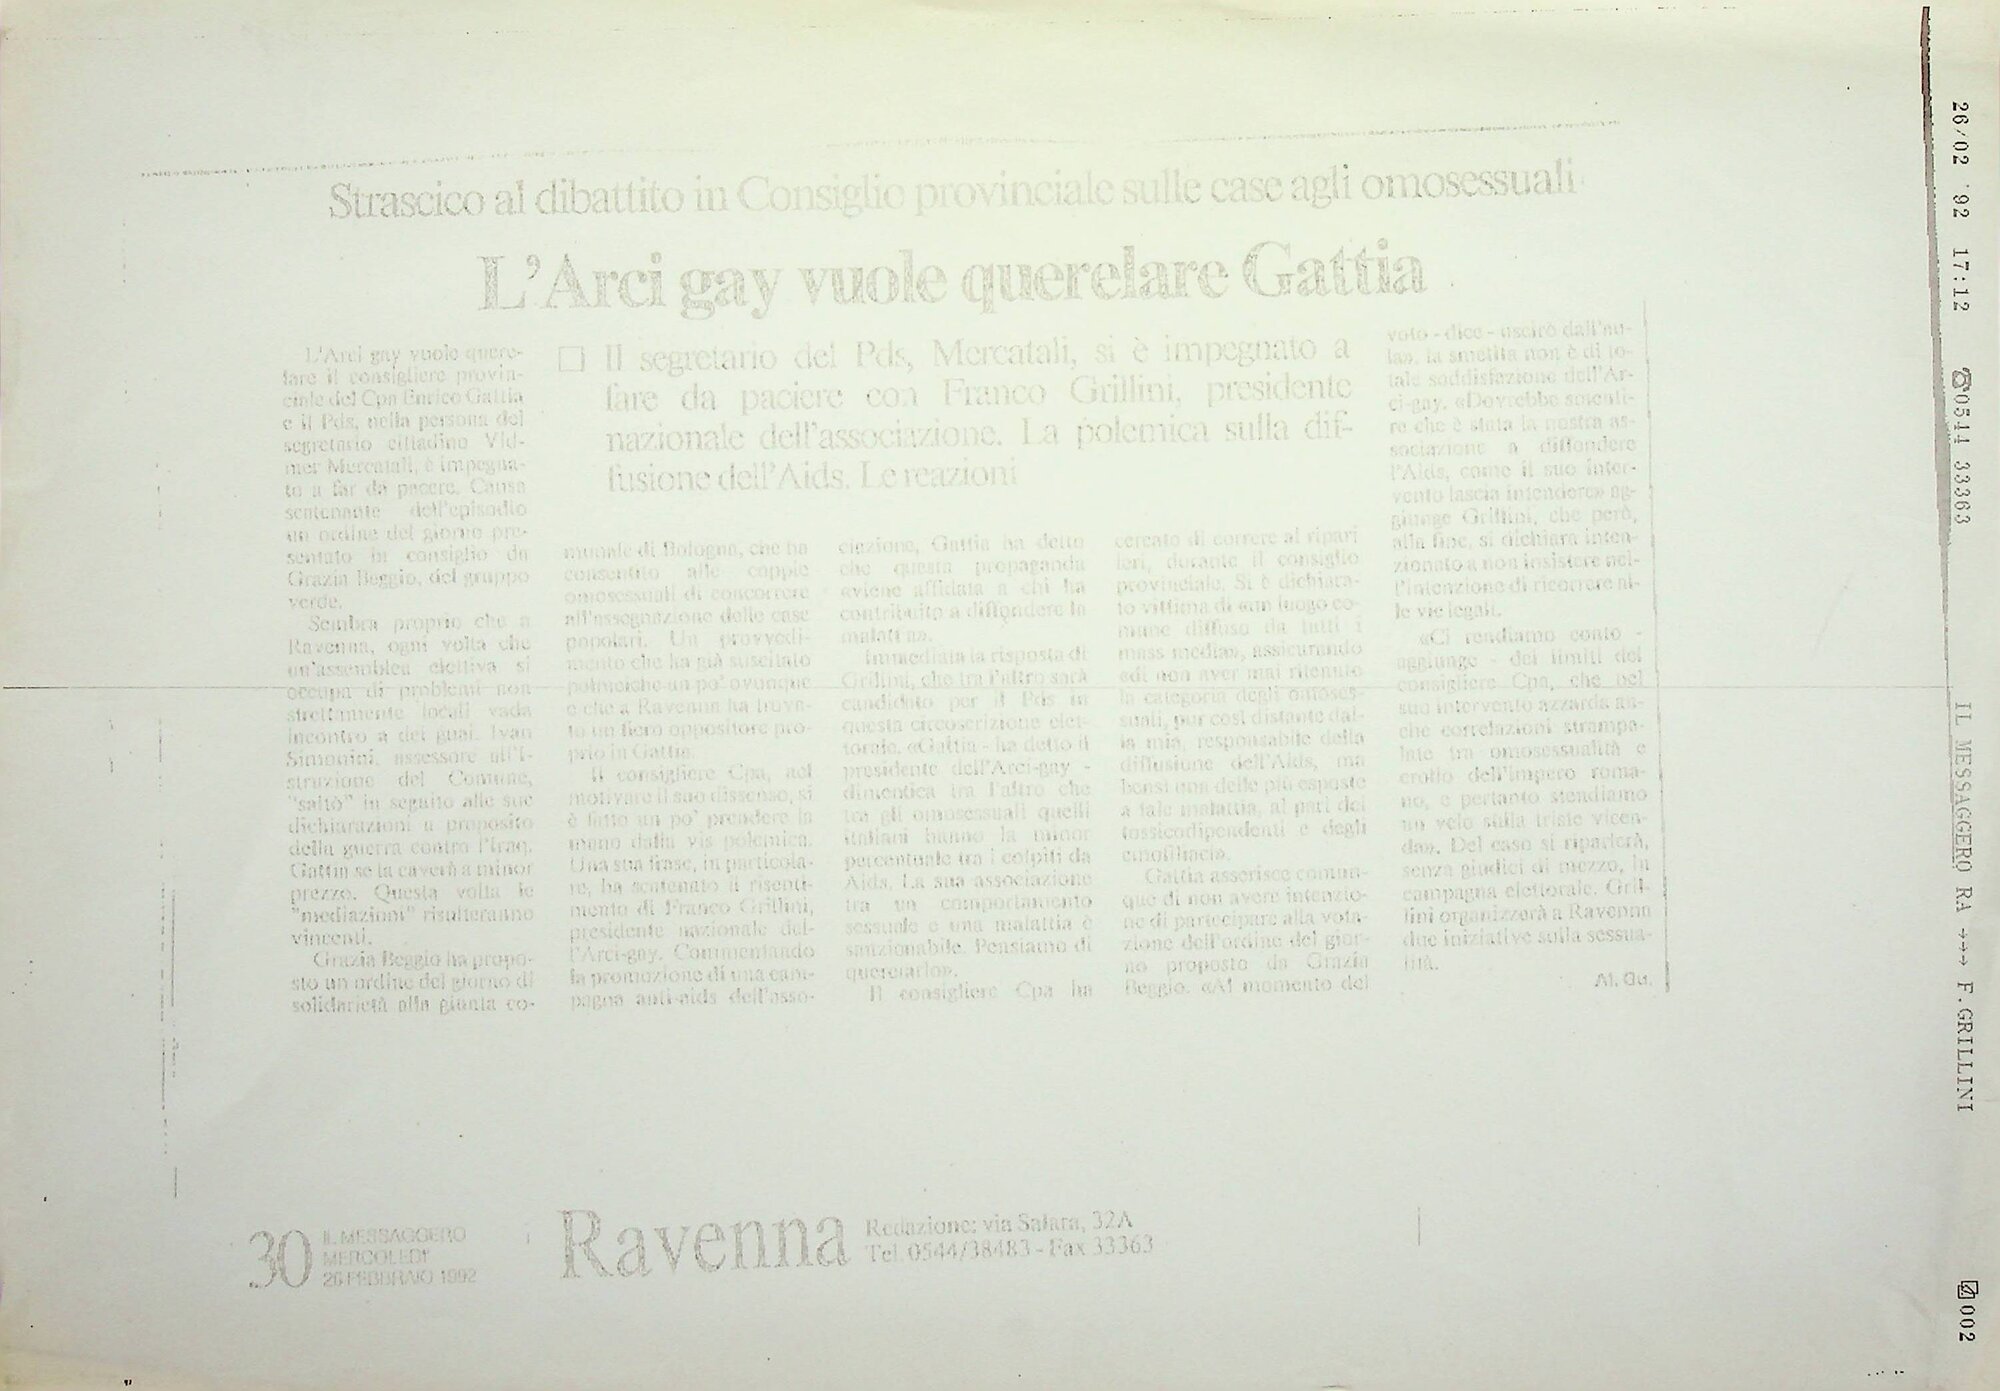 Strascico al dibattito in Consiglio provinciale sulle case agli omosessuali
L'Arci gay vuole querelare Gattia
Il segretario del Pds, Mercatali, si è impegnato a
fare da paciere con Franco Grillini, presidente
nazionale dell'associazione. La polemica sulla dif-
fusione dell'Aids. Le reazioni
L'Arci gay vuole quere-
lare il consigliere provin-
ciale del Cpa Enrico Gattia
e il Pds, nella persona del
segretario cittadino Vid-
mer Mercatali, è impegna-
to a far da pacere. Causa
scatenante dell'episodio
un ordine del giorno pre-
sentato in consiglio da
Grazia Beggio, del gruppo
verde.
Sembra proprio che a
Ravenna, ogni volta che
un'assemblea elettiva si
occupa di problemi non
strettamente locali vada
incontro a dei guai. Ivan
Simonini, assessore all'I-
struzione del Comune,
"saltò" in seguito alle sue
dichiarazioni a proposito
della guerra contro l'Iraq.
Gattia se la caverà a minor
prezzo. Questa volta le
"mediazioni" risulteranno
vincenti.
Grazia Beggio ha propo-
sto un ordine del giorno di
solidarietà alla giunta co-
munale di Bologna, che ha
consentito alle coppie
omosessuali di concorrere
all'assegnazione delle case
popolari. Un provvedi-
mento che ha già suscitato
polmeiche un po' ovunque
e che a Ravenna ha trova-
to un fiero oppositore pro-
prio in Gattia.
Il consigliere Cpa, nel
motivare il suo dissenso, si
è fatto un po' prendere la
mano dalla vis polemica.
Una sua frase, in particola-
re, ha scatenato il risenti-
mento di Franco Grillini,
presidente nazionale del-
l'Arci-gay. Commentando
la promozione di una cam-
pagna anti-aids dell'asso-
ciazione, Gattia ha detto
che questa propaganda
«viene affidata a chi ha
contribuito a diffondere la
malattia».
Immediata la risposta di
Grillini, che tra l'altro sarà
candidato per il Pds in
questa circoscrizione elet-
torale. «Gattia - ha detto il
presidente dell'Arci-gay -
dimentica tra l'altro che
tra gli omosessuali quelli
italiani hanno la minor
percentuale tra i colpiti da
Aids. La sua associazione
tra un comportamento
sessuale e una malattia è
sanzionabile. Pensiamo di
querelarlo».
Il consigliere Cpa ha
cercato di correre ai ripari
ieri, durante il consiglio
provinciale. Si è dichiara-
to vittima di «un luogo co-
mune diffuso da tutti i
mass media», assicurando
«di non aver mai ritenuto
la categoria degli omoses-
suali, pur così distante dal-
la mia, responsabile della
diffusione dell'Aids, ma
bensì una delle più esposte
a tale malattia, al pari dei
tossicodipendenti e degli
emofiliaci».
Gattia asserisce comun-
que di non avere intenzio-
ne di partecipare alla vota-
zione dell'ordine del gior-
no proposto da Grazia
Beggio. «Al momento del
voto - dice - uscirò dall'au-
la». la smetita non è di to-
tale soddisfazione dell'Ar-
ci-gay. «Dovrebbe smenti-
re che è stata la nostra as-
sociazione a diffondere
l'Aids, come il suo inter-
vento lascia intendere» ag-
giunge Grillini, che però,
alla fine, si dichiara inten-
zionato a non insistere nel-
l'intenzione di ricorrere al-
le vie legali.
«Ci rendiamo conto -
aggiunge - dei limiti del
consigliere Cpa, che nel
suo intervento azzarda an-
che correlazioni strampa-
late tra omosessualità e
crollo dell'impero roma-
no, e pertanto stendiamo
un velo sulla triste vicen-
da». Del caso si riparlerà,
senza giudici di mezzo, in
campagna elettorale. Gril-
lini organizzerà a Ravenna
due iniziative sulla sessua-
lità.
Al. Gu.
30
IL MESSAGGERO
MERCOLEDI'
26 FEBBRAIO 1992
Ravenna
Redazione: via Salara, 32A
Tel. 0544/38483 - Fax 33363
26/02 '92 17:12 ☎0544 33363 IL MESSAGGERO RA →→→ F.GRILLINI 002